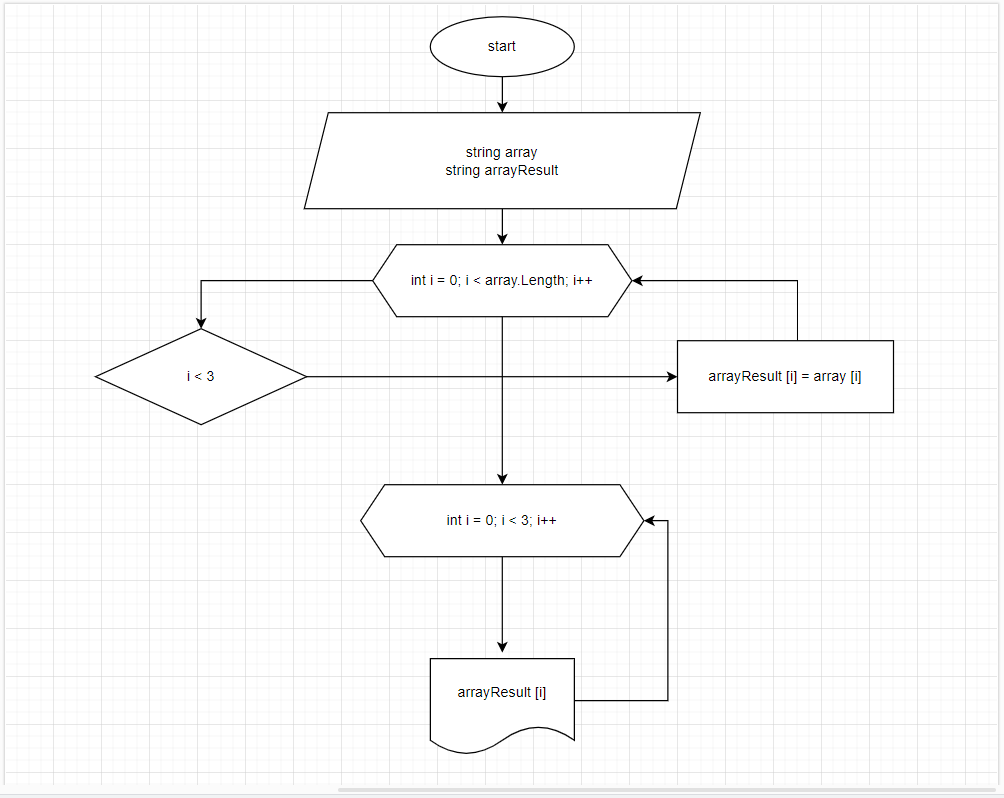 start
string array
string arrayResult
int i = 0; i < array.Length; i++
i < 3
arrayResult [i] = array [i]
int i = 0; i < 3; i++
arrayResult [i]